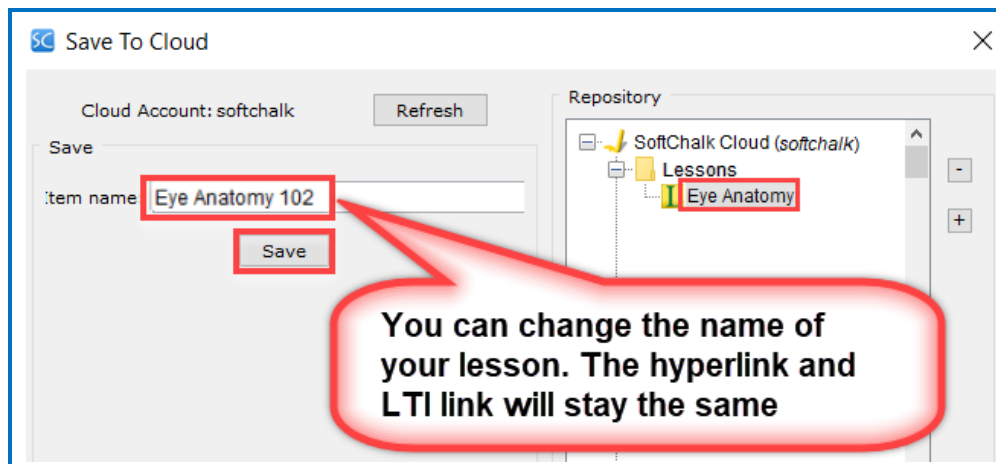 SC Save To Cloud
Cloud Account: softchalk Refresh
Save
Item name Eye Anatomy 102
Save
Repository
SoftChalk Cloud (softchalk)
Lessons
Eye Anatomy
-
+
You can change the name of
your lesson. The hyperlink and
LTI link will stay the same